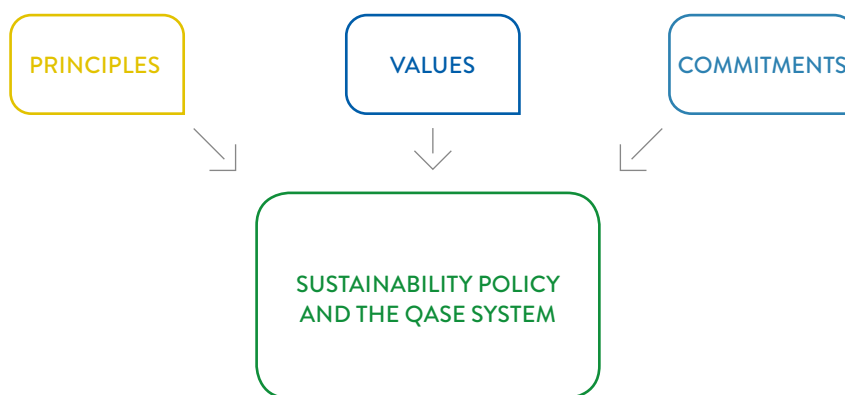 PRINCIPLES
VALUES
COMMITMENTS
SUSTAINABILITY POLICY
AND THE QASE SYSTEM